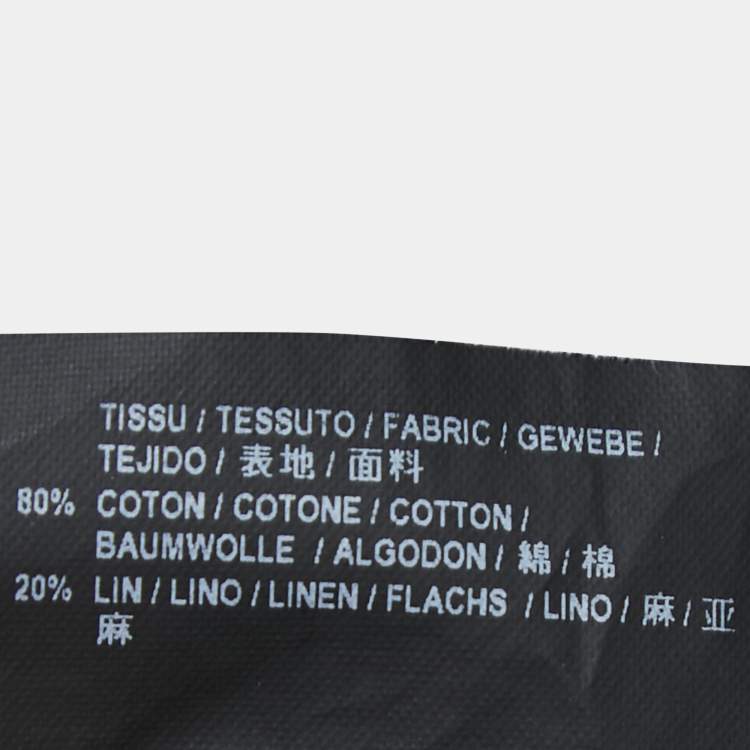 TISSU / TESSUTO / FABRIC / GEWEBE /
TEJIDO / 表地 / 面料
80% COTON / COTONE / COTTON /
BAUMWOLLE / ALGODON / 綿 / 棉
20% LIN / LINO / LINEN / FLACHS / LINO / 麻 / 亚
麻